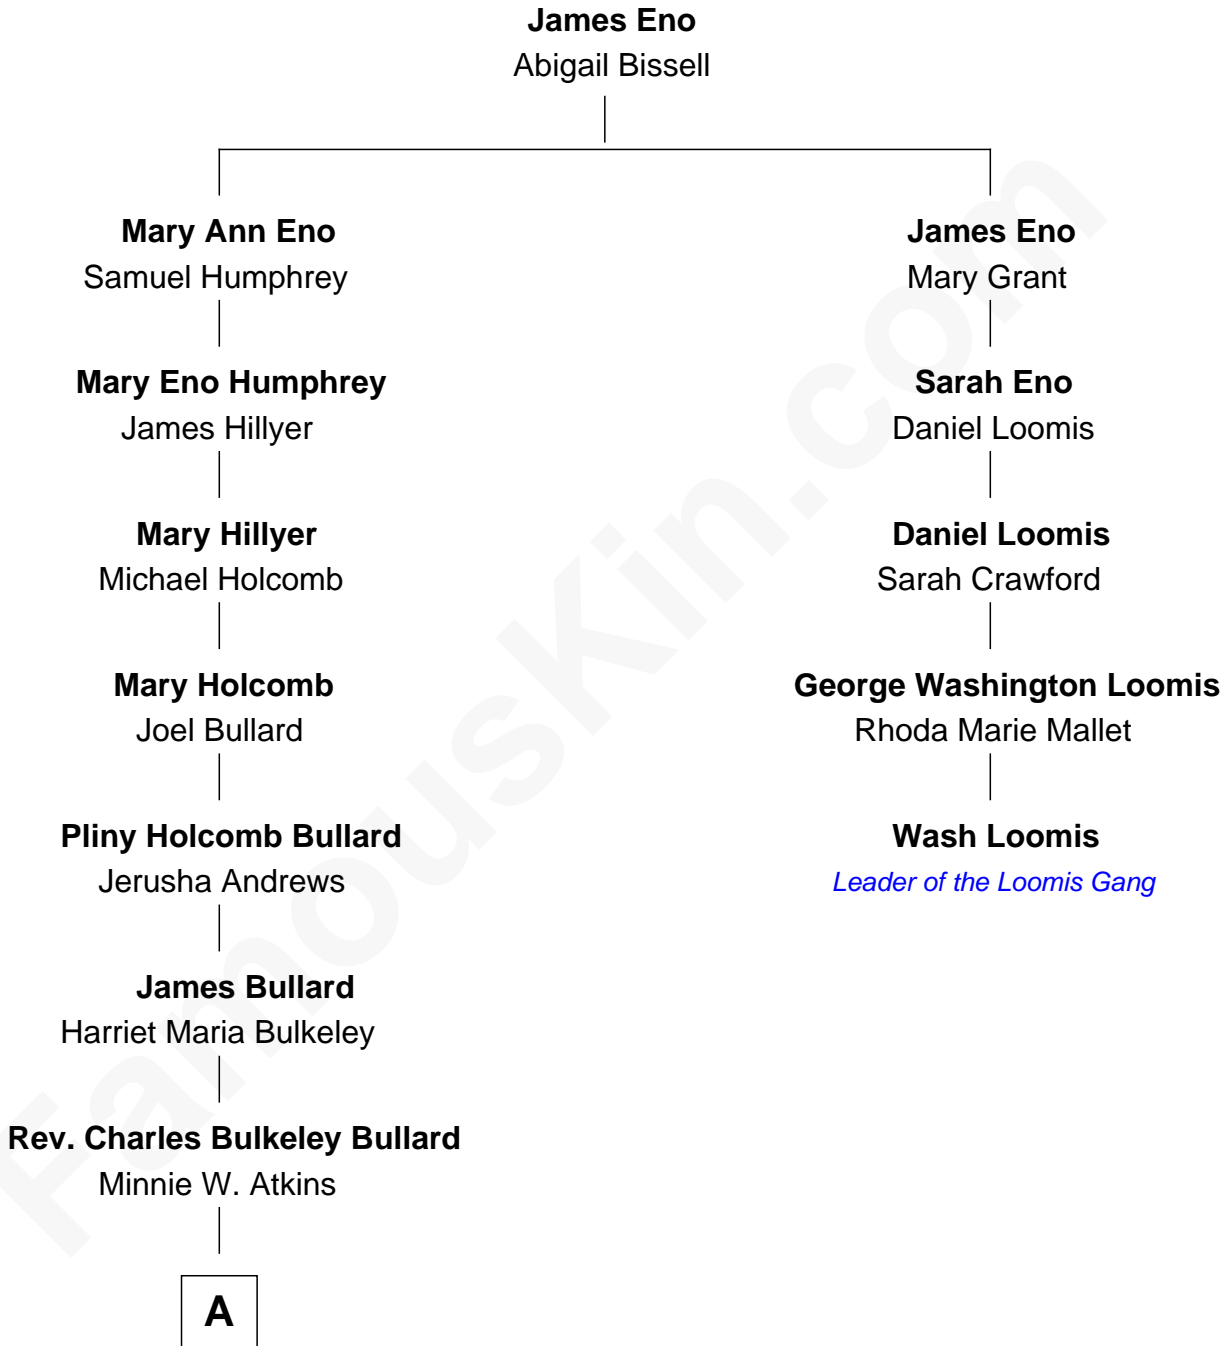 James Eno
Abigail Bissell
Mary Ann Eno
Samuel Humphrey
James Eno
Mary Grant
Mary Eno Humphrey
James Hillyer
Sarah Eno
Daniel Loomis
Mary Hillyer
Michael Holcomb
Daniel Loomis
Sarah Crawford
Mary Holcomb
Joel Bullard
George Washington Loomis
Rhoda Marie Mallet
Pliny Holcomb Bullard
Jerusha Andrews
Wash Loomis
Leader of the Loomis Gang
James Bullard
Harriet Maria Bulkeley
Rev. Charles Bulkeley Bullard
Minnie W. Atkins
A
FamousKin.com